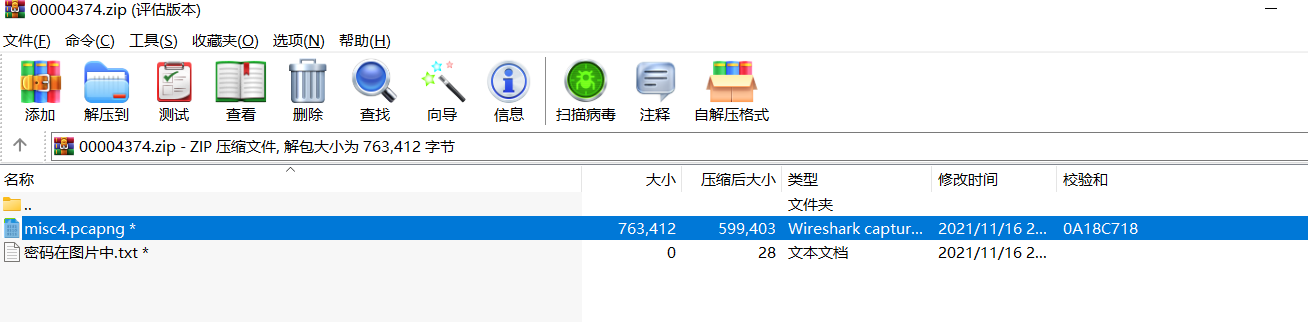 00004374.zip (评估版本)
文件(F) 命令(C) 工具(S) 收藏夹(O) 选项(N) 帮助(H)
添加 解压到 测试 查看 删除 查找 向导 信息 扫描病毒 注释 自解压格式
00004374.zip - ZIP 压缩文件, 解包大小为 763,412 字节
名称 大小 压缩后大小 类型 修改时间 校验和
.. 文件夹
misc4.pcapng * 763,412 599,403 Wireshark captur... 2021/11/16 2... 0A18C718
密码在图片中.txt * 0 28 文本文档 2021/11/16 2...